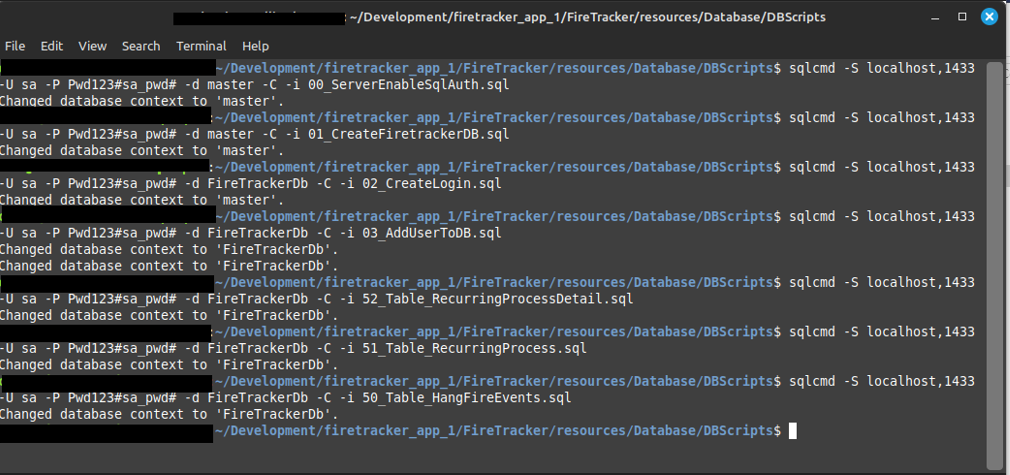 : ~/Development/firetracker_app_1/FireTracker/resources/Database/DBScripts
File Edit View Search Terminal Help
:~/Development/firetracker_app_1/FireTracker/resources/Database/DBScripts$ sqlcmd -S localhost,1433
-U sa -P Pwd123#sa_pwd# -d master -C -i 00_ServerEnableSqlAuth.sql
Changed database context to 'master'.
:~/Development/firetracker_app_1/FireTracker/resources/Database/DBScripts$ sqlcmd -S localhost,1433
-U sa -P Pwd123#sa_pwd# -d master -C -i 01_CreateFiretrackerDB.sql
Changed database context to 'master'.
:~/Development/firetracker_app_1/FireTracker/resources/Database/DBScripts$ sqlcmd -S localhost,1433
-U sa -P Pwd123#sa_pwd# -d FireTrackerDb -C -i 02_CreateLogin.sql
Changed database context to 'master'.
~/Development/firetracker_app_1/FireTracker/resources/Database/DBScripts$ sqlcmd -S localhost,1433
-U sa -P Pwd123#sa_pwd# -d FireTrackerDb -C -i 03_AddUserToDB.sql
Changed database context to 'FireTrackerDb'.
Changed database context to 'FireTrackerDb'.
~/Development/firetracker_app_1/FireTracker/resources/Database/DBScripts$ sqlcmd -S localhost,1433
-U sa -P Pwd123#sa_pwd# -d FireTrackerDb -C -i 52_Table_RecurringProcessDetail.sql
Changed database context to 'FireTrackerDb'.
:~/Development/firetracker_app_1/FireTracker/resources/Database/DBScripts$ sqlcmd -S localhost,1433
-U sa -P Pwd123#sa_pwd# -d FireTrackerDb -C -i 51_Table_RecurringProcess.sql
Changed database context to 'FireTrackerDb'.
~/Development/firetracker_app_1/FireTracker/resources/Database/DBScripts$ sqlcmd -S localhost,1433
-U sa -P Pwd123#sa_pwd# -d FireTrackerDb -C -i 50_Table_HangFireEvents.sql
Changed database context to 'FireTrackerDb'.
~/Development/firetracker_app_1/FireTracker/resources/Database/DBScripts$